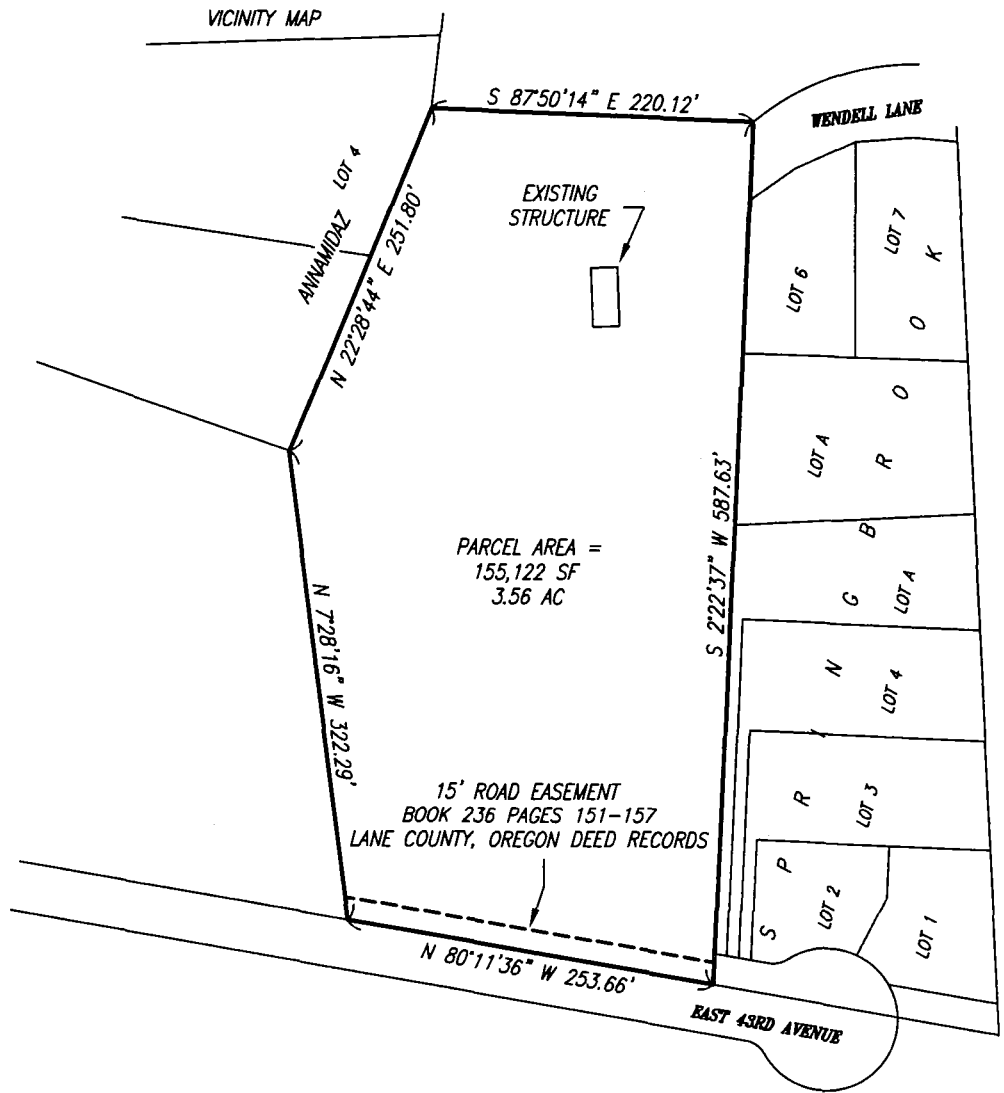 VICINITY MAP
S 87°50'14" E 220.12'
WENDELL LANE
LOT 4
ANNAMIDAZ
N 22°28'44" E 251.80'
EXISTING
STRUCTURE
LOT 6
LOT 7
LOT A
S 2°22'37" W 587.63'
PARCEL AREA =
155,122 SF
3.56 AC
LOT A
LOT 4
N 7°28'16" W 322.29'
LOT 3
15' ROAD EASEMENT
BOOK 236 PAGES 151-157
LANE COUNTY, OREGON DEED RECORDS
LOT 2
LOT 1
S P R I N G B R O O K
N 80°11'36" W 253.66'
EAST 43RD AVENUE